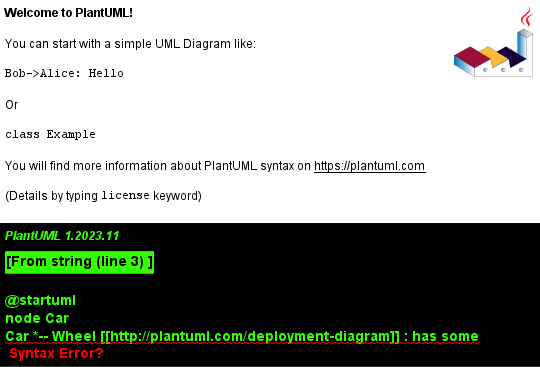 Welcome to PlantUML!
You can start with a simple UML Diagram like:
Bob->Alice: Hello
Or
class Example
You will find more information about PlantUML syntax on https://plantuml.com
(Details by typing license keyword)
PlantUML 1.2023.11
[From string (line 3) ]
@startuml
node Car
Car *-- Wheel [[http://plantuml.com/deployment-diagram]] : has some
Syntax Error?